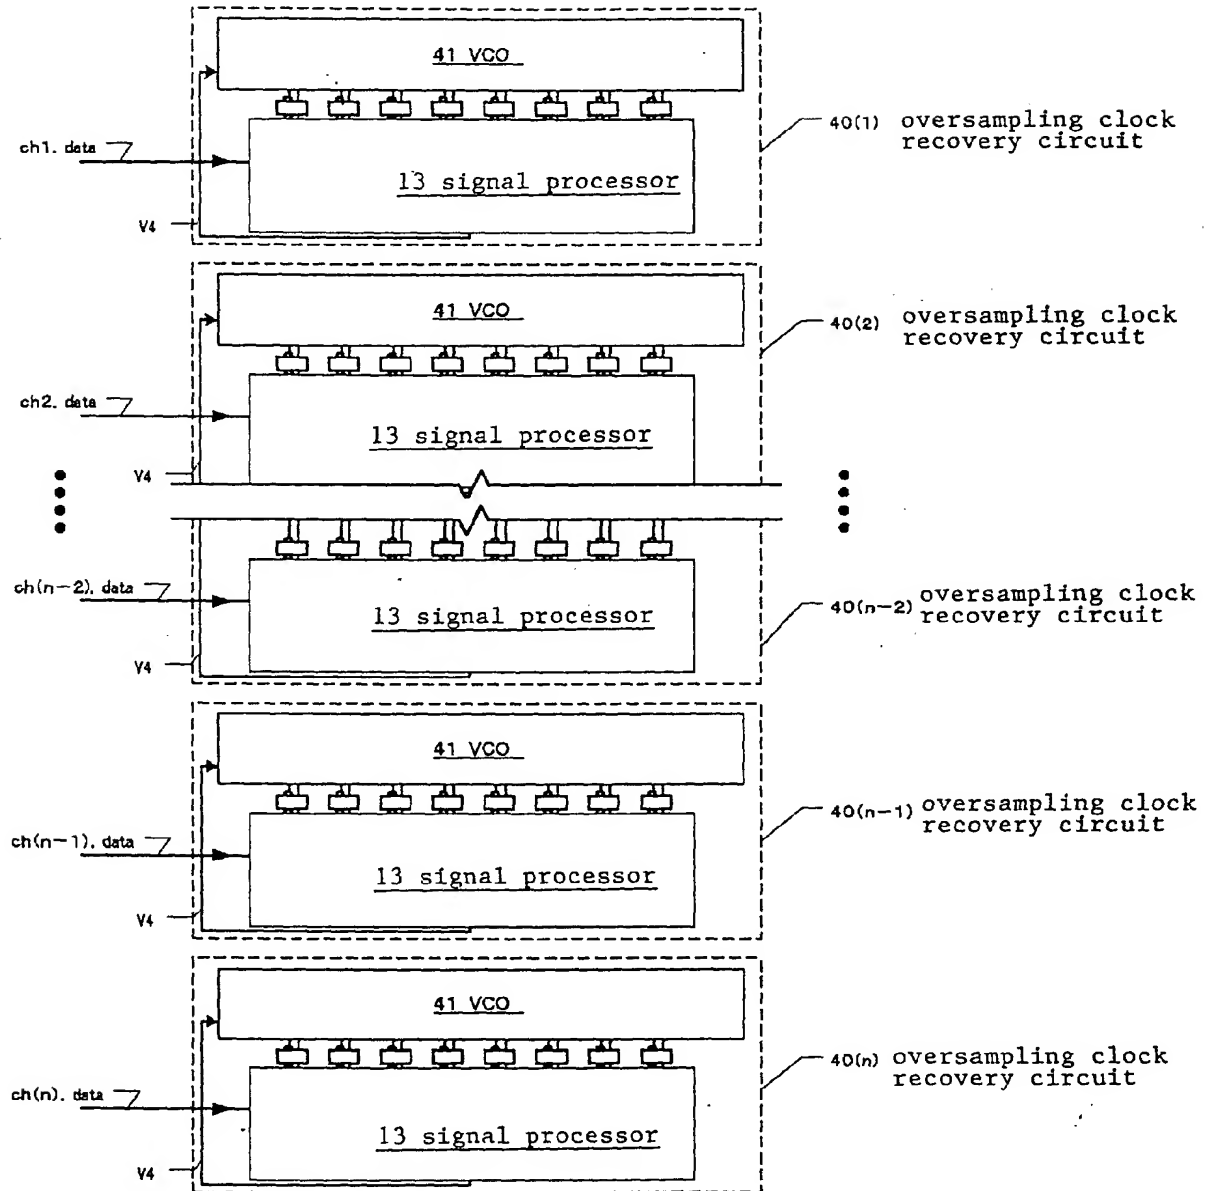 41 VCO
40(1) oversampling clock
recovery circuit
ch1. data
13 signal processor
V4
41 VCO
40(2) oversampling clock
recovery circuit
ch2. data
13 signal processor
V4
ch(n-2). data
13 signal processor
40(n-2) oversampling clock
recovery circuit
V4
41 VCO
40(n-1) oversampling clock
recovery circuit
ch(n-1). data
13 signal processor
V4
41 VCO
40(n) oversampling clock
recovery circuit
ch(n). data
13 signal processor
V4